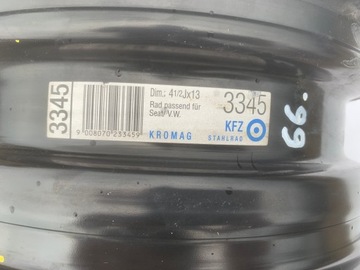 3345
Dim.: 41/2Jx13
Rad passend für
Seat/ V.W.
3345
9 008070 233459
KROMAG
KFZ
STAHLRAD
66.